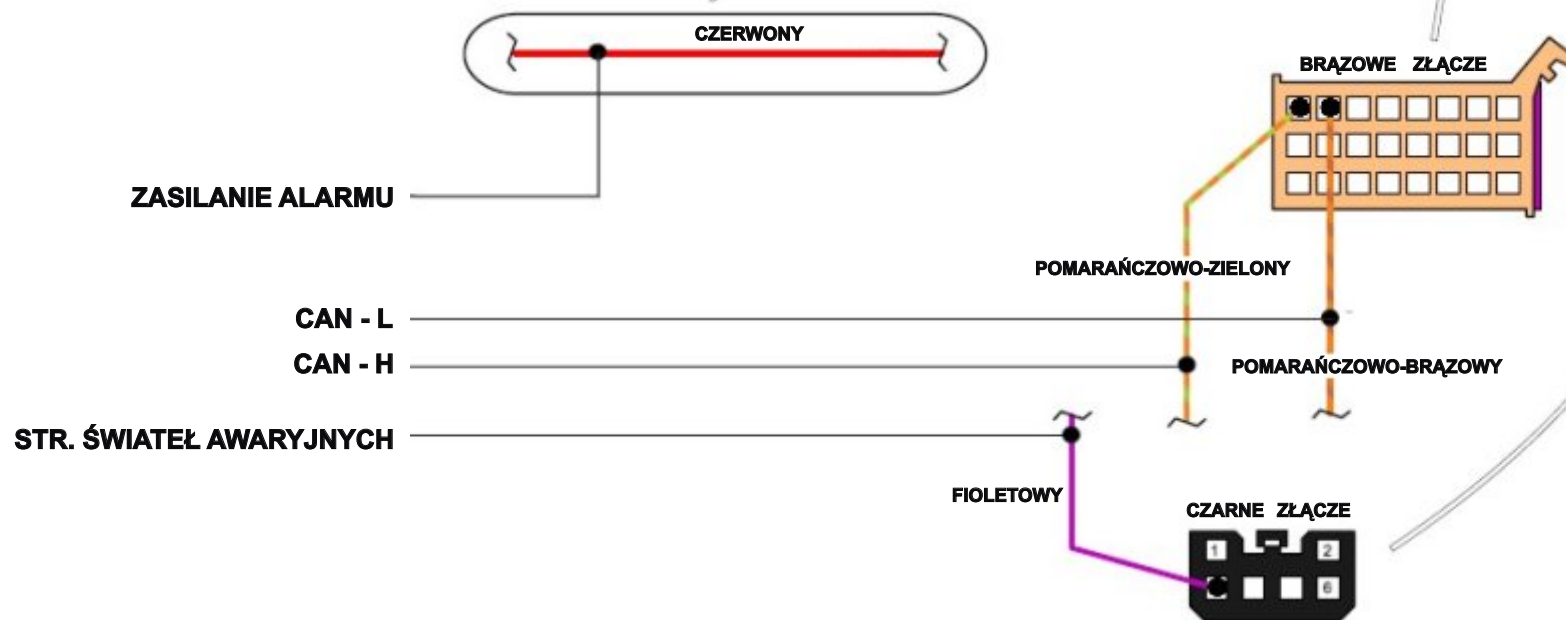 CZERWONY
BRĄZOWE ZŁĄCZE
ZASILANIE ALARMU
POMARAŃCZOWO-ZIELONY
CAN - L
CAN - H
POMARAŃCZOWO-BRĄZOWY
STR. ŚWIATEŁ AWARYJNYCH
FIOLETOWY
CZARNE ZŁĄCZE
1 2
6